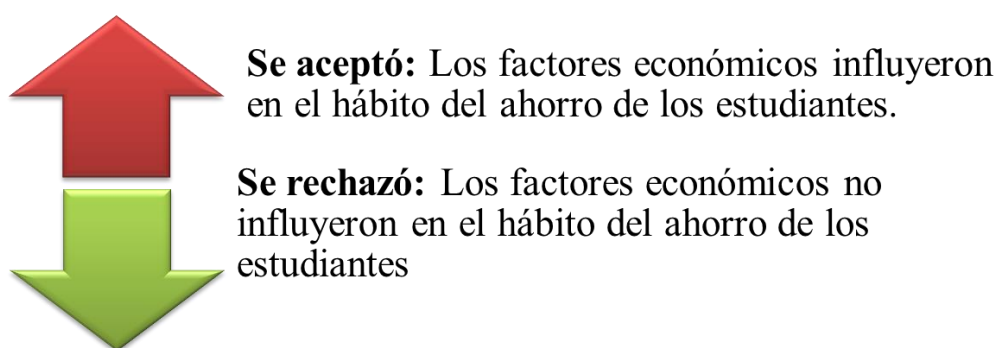 Se aceptó: Los factores económicos influyeron
en el hábito del ahorro de los estudiantes.
Se rechazó: Los factores económicos no
influyeron en el hábito del ahorro de los
estudiantes